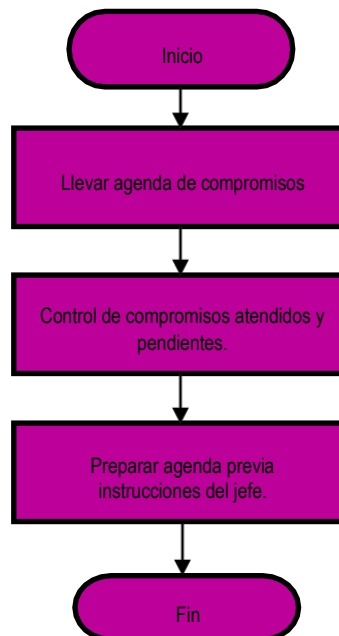 Inicio
Llevar agenda de compromisos
Control de compromisos atendidos y
pendientes.
Preparar agenda previa
instrucciones del jefe.
Fin